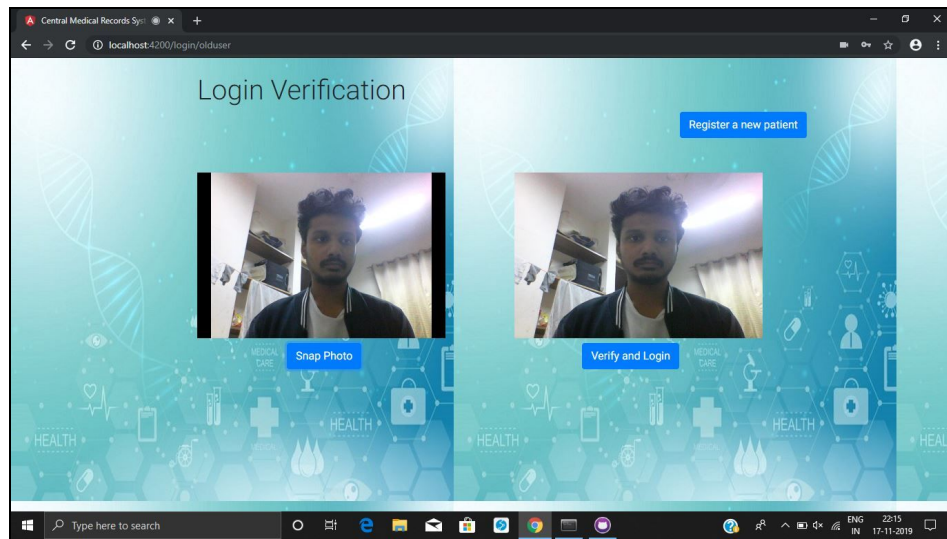 Central Medical Records Syst
localhost:4200/login/olduser
Login Verification
Register a new patient
Snap Photo
Verify and Login
MEDICAL
CARE
MEDICAL
CARE
HEALTH
HEALTH
HEALTH
HEALTH
HEAL
Type here to search
ENG
IN
22:15
17-11-2019